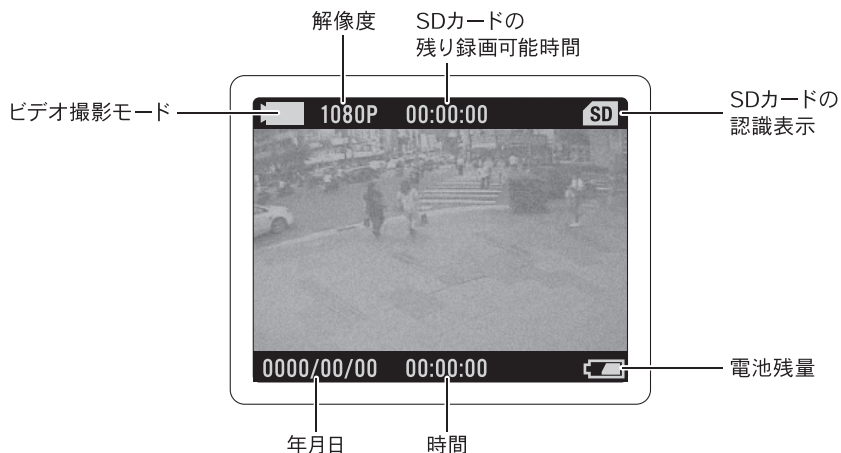 解像度
SDカードの
残り録画可能時間
ビデオ撮影モード
1080P
00:00:00
SD
SDカードの
認識表示
0000/00/00
00:00:00
電池残量
年月日
時間